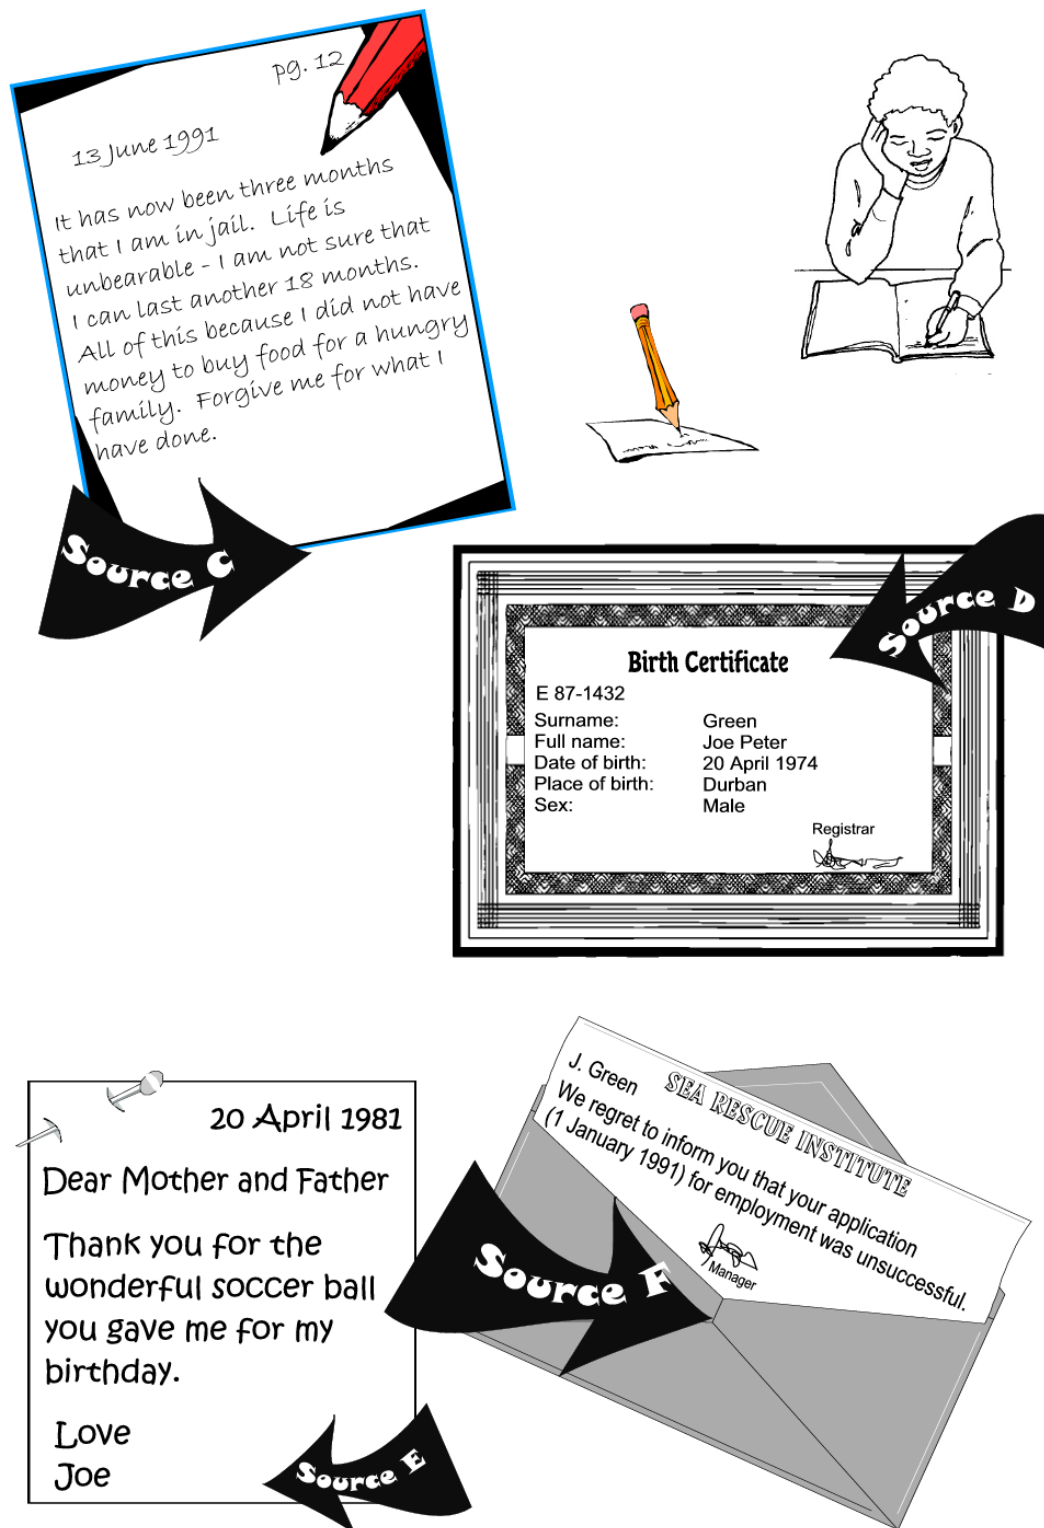 pg. 12
13 June 1991
It has now been three months
that I am in jail. Life is
unbearable - I am not sure that
I can last another 18 months.
All of this because I did not have
money to buy food for a hungry
family. Forgive me for what I
have done.
Source C
Source D
Birth Certificate
E 87-1432
Surname: Green
Full name: Joe Peter
Date of birth: 20 April 1974
Place of birth: Durban
Sex: Male
Registrar
20 April 1981
Dear Mother and Father
Thank you for the
wonderful soccer ball
you gave me for my
birthday.
Love
Joe
Source E
SEA RESCUE INSTITUTE
J. Green
We regret to inform you that your application
(1 January 1991) for employment was unsuccessful.
Manager
Source F